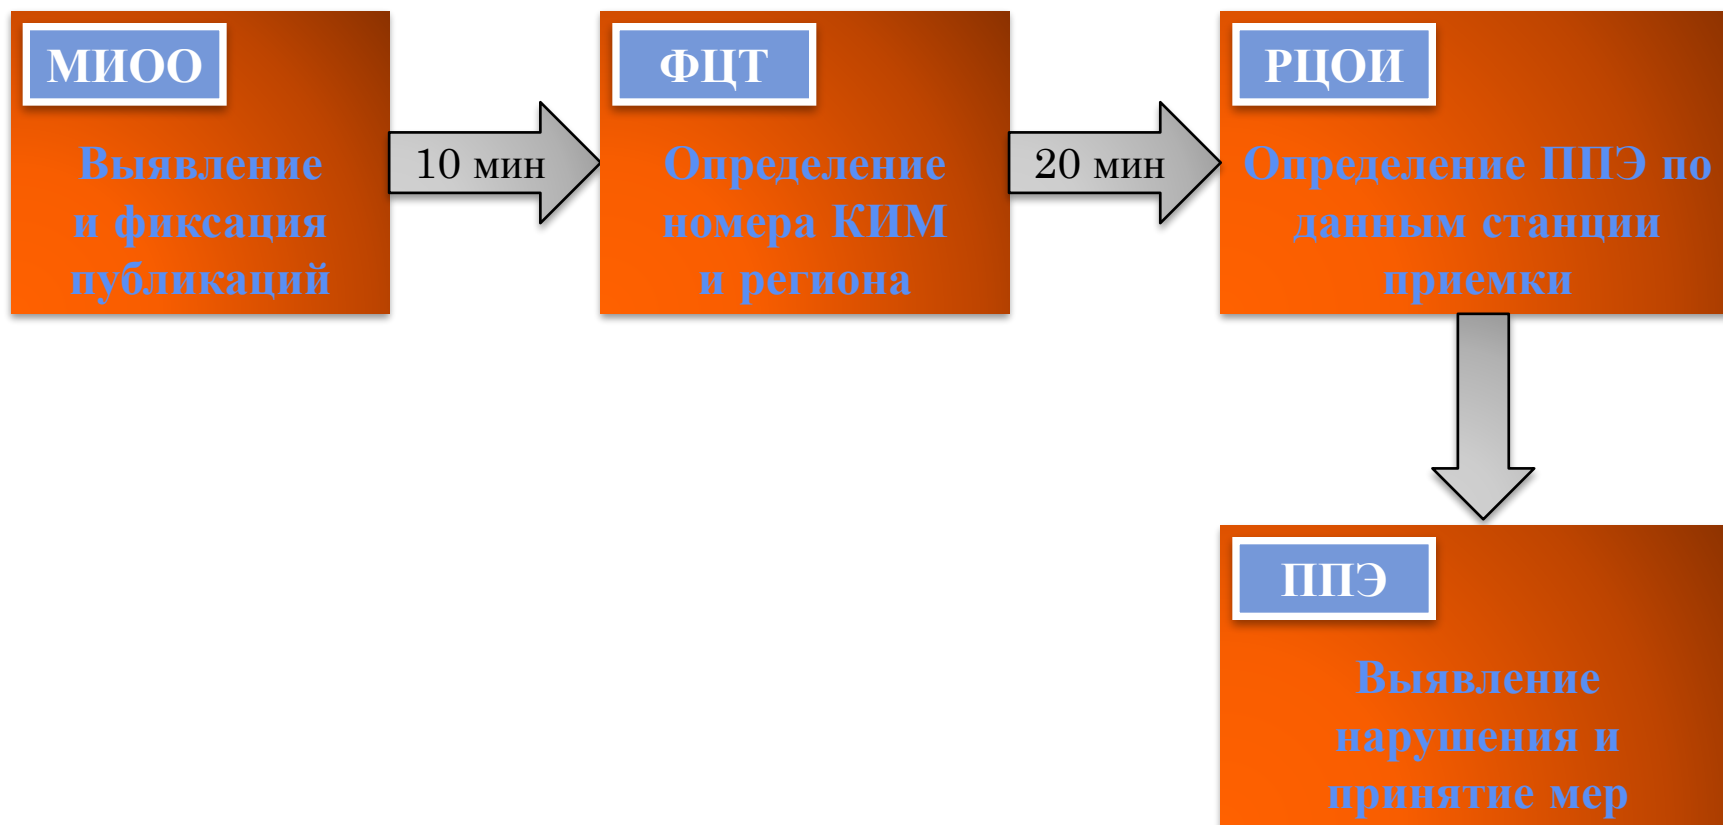 МИОО
Выявление
и фиксация
публикаций
10 мин
ФЦТ
Определение
номера КИМ
и региона
20 мин
РЦОИ
Определение ППЭ по
данным станции
приемки
ППЭ
Выявление
нарушения и
принятие мер